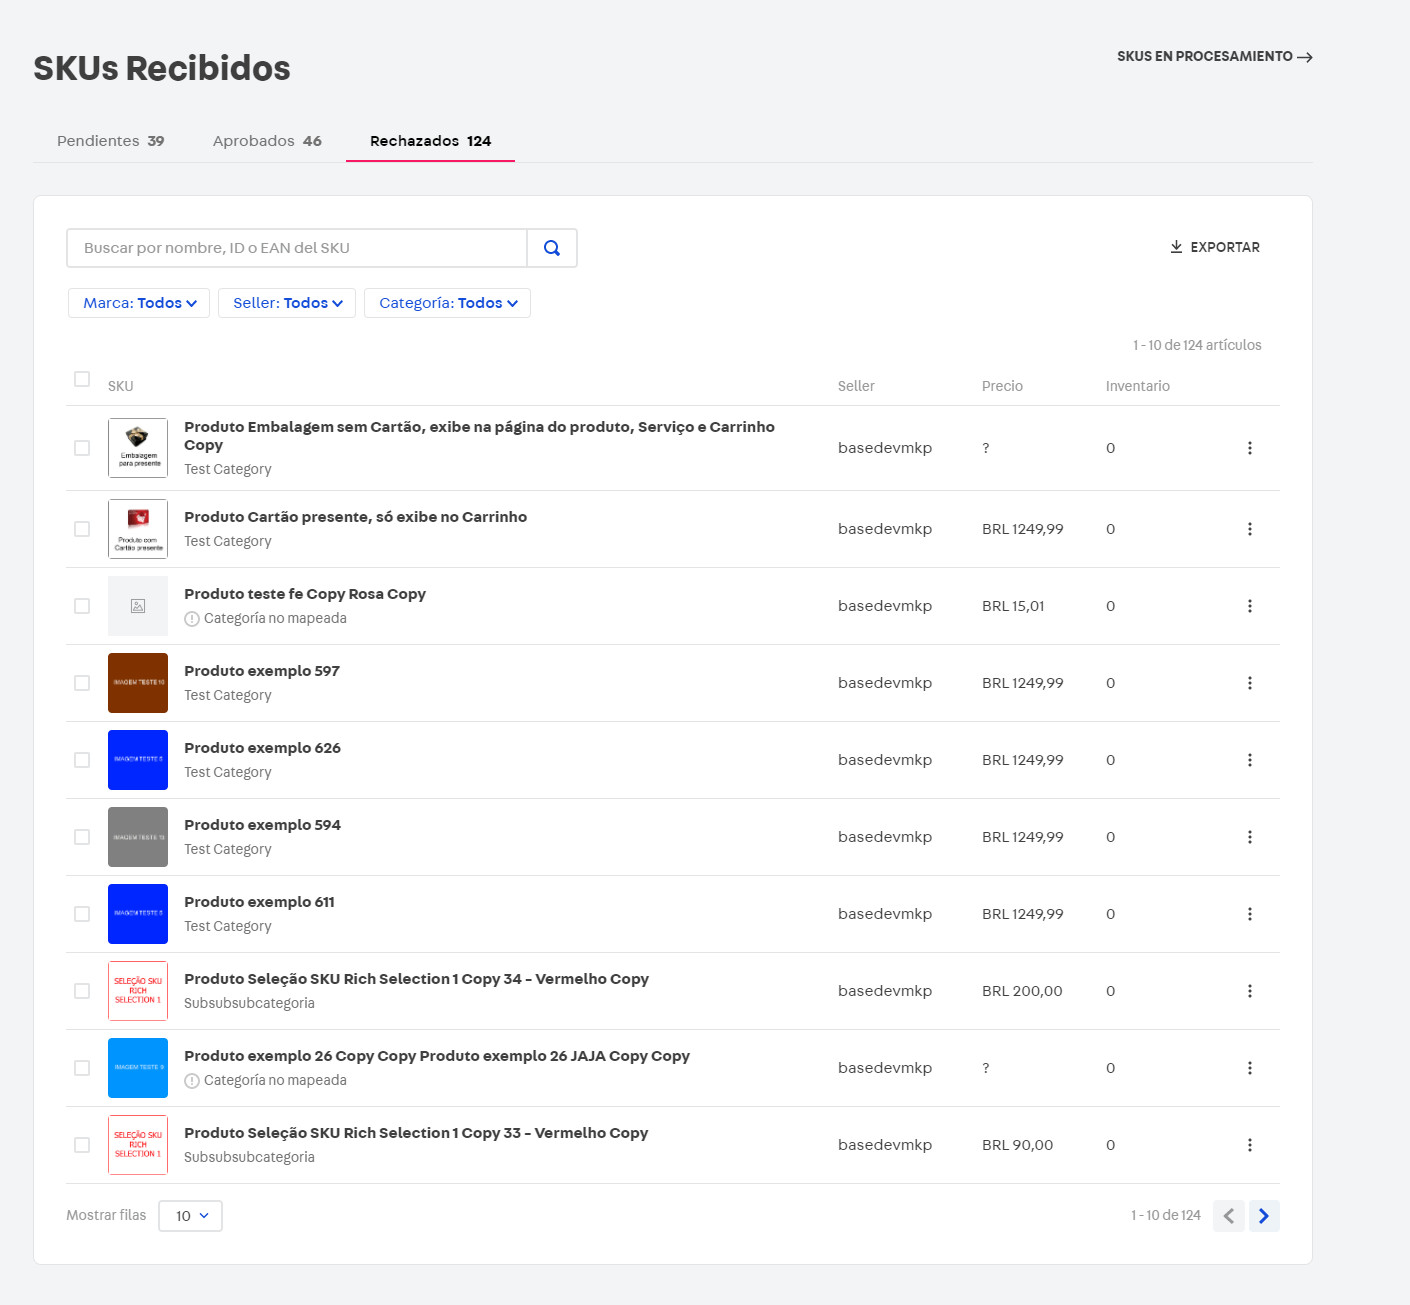 SKUs Recibidos
SKUS EN PROCESAMIENTO
Pendientes 39
Aprobados 46
Rechazados 124
Buscar por nombre, ID o EAN del SKU
EXPORTAR
Marca: Todos
Seller: Todos
Categoría: Todos
1 - 10 de 124 artículos
SKU Seller Precio Inventario
Embalagem
para presente
Produto Embalagem sem Cartão, exibe na página do produto, Serviço e Carrinho
Copy
Test Category
basedevmkp ? 0
Produto com
Cartão presente
Produto Cartão presente, só exibe no Carrinho
Test Category
basedevmkp BRL 1249,99 0
Produto teste fe Copy Rosa Copy
Categoría no mapeada
basedevmkp BRL 15,01 0
IMAGEM TESTE 10
Produto exemplo 597
Test Category
basedevmkp BRL 1249,99 0
IMAGEM TESTE
Produto exemplo 626
Test Category
basedevmkp BRL 1249,99 0
IMAGEM TESTE
Produto exemplo 594
Test Category
basedevmkp BRL 1249,99 0
IMAGEM TESTE
Produto exemplo 611
Test Category
basedevmkp BRL 1249,99 0
SELEÇÃO SKU
RICH
SELECTION 1
Produto Seleção SKU Rich Selection 1 Copy 34 - Vermelho Copy
Subsubsubcategoria
basedevmkp BRL 200,00 0
IMAGEM TESTE
Produto exemplo 26 Copy Copy Produto exemplo 26 JAJA Copy Copy
Categoría no mapeada
basedevmkp ? 0
SELEÇÃO SKU
RICH
SELECTION 1
Produto Seleção SKU Rich Selection 1 Copy 33 - Vermelho Copy
Subsubsubcategoria
basedevmkp BRL 90,00 0
Mostrar filas 10
1 - 10 de 124